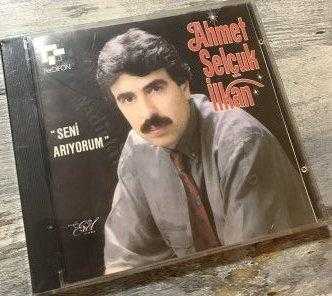 Ahmet
Selçuk
İlkan
"SENİ
ARIYORUM"